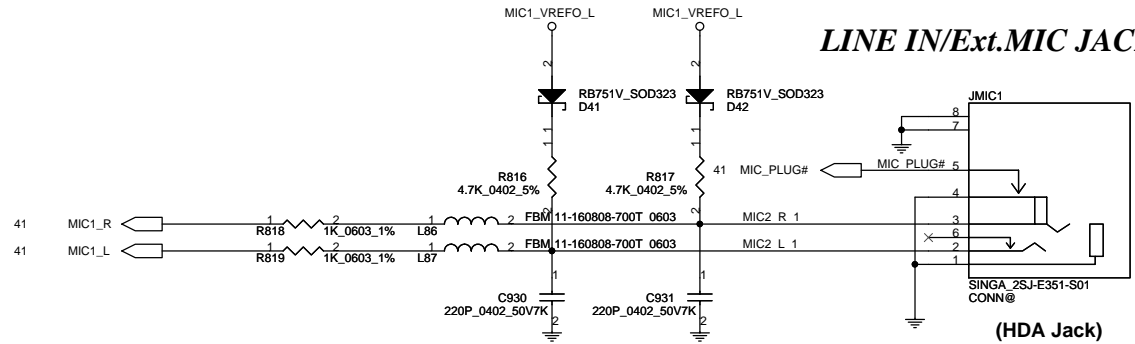 MIC1_VREFO_L MIC1_VREFO_L
LINE IN/Ext.MIC JAC
2 2
RB751V_SOD323 RB751V_SOD323
D41 D42
JMIC1
8
7
1 1 1 1
R816 R817
4.7K_0402_5% 4.7K_0402_5%
41 MIC_PLUG# MIC_PLUG# 5
4
2 2
41 MIC1_R 1 2 1 2 FBM_11-160808-700T_0603 MIC2_R_1 3
R818 1K_0603_1% L86
6
41 MIC1_L 1 2 1 2 FBM_11-160808-700T_0603 MIC2_L_1 2
R819 1K_0603_1% L87
1
1 1
C930 C931
220P_0402_50V7K 220P_0402_50V7K
2 2
SINGA_2SJ-E351-S01
CONN@
(HDA Jack)